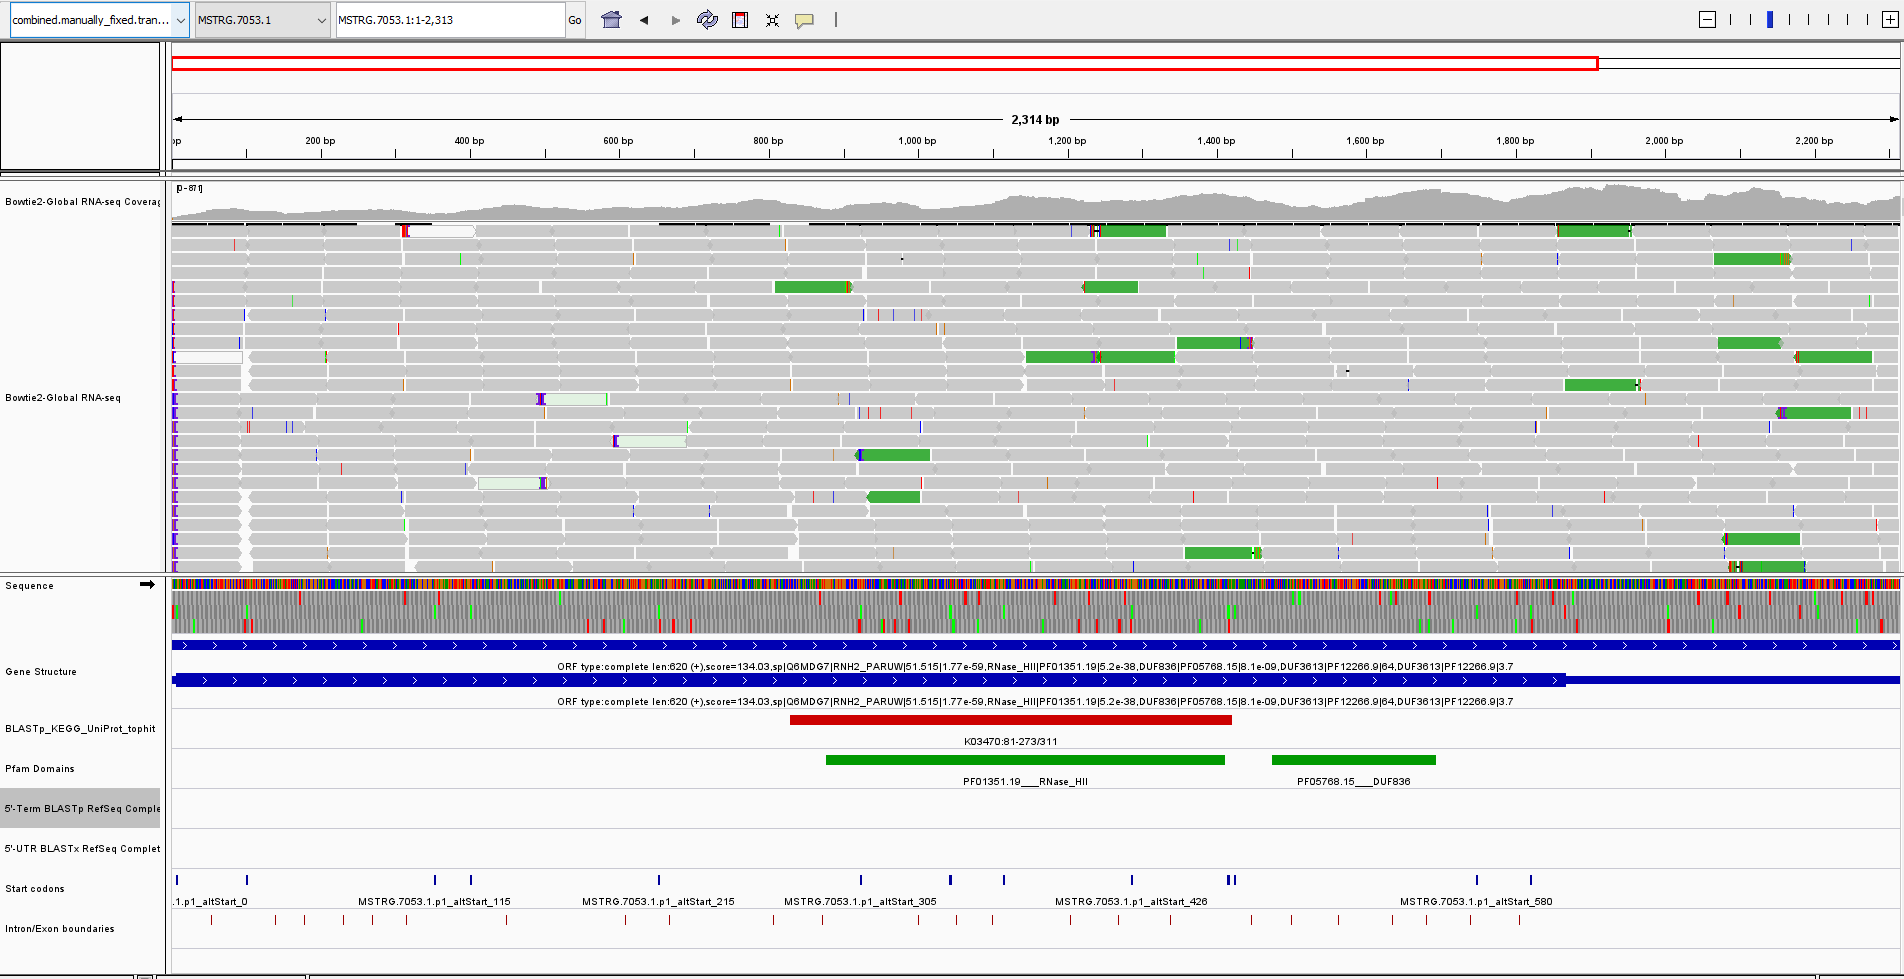 combined.manually_fixed.tran... MSTRG.7053.1 MSTRG.7053.1:1-2,313 Go
2,314 bp
bp 200 bp 400 bp 600 bp 800 bp 1,000 bp 1,200 bp 1,400 bp 1,600 bp 1,800 bp 2,000 bp 2,200 bp
[0-871]
Bowtie2-Global RNA-seq Coverag
Bowtie2-Global RNA-seq
Sequence
ORF type:complete len:620 (+),score=134.03,sp|Q6MDG7|RNH2_PARUW|51.515|1.77e-59,RNase_HII|PF01351.19|5.2e-38,DUF836|PF05768.15|8.1e-09,DUF3613|PF12266.9|64,DUF3613|PF12266.9|3.7
Gene Structure
ORF type:complete len:620 (+),score=134.03,sp|Q6MDG7|RNH2_PARUW|51.515|1.77e-59,RNase_HII|PF01351.19|5.2e-38,DUF836|PF05768.15|8.1e-09,DUF3613|PF12266.9|64,DUF3613|PF12266.9|3.7
BLASTp_KEGG_UniProt_tophit
K03470:81-273/311
Pfam Domains
PF01351.19___RNase_HII PF05768.15___DUF836
5'-Term BLASTp RefSeq Comple
5'-UTR BLASTx RefSeq Complet
Start codons
.1.p1_altStart_0 MSTRG.7053.1.p1_altStart_115 MSTRG.7053.1.p1_altStart_215 MSTRG.7053.1.p1_altStart_305 MSTRG.7053.1.p1_altStart_426 MSTRG.7053.1.p1_altStart_580
Intron/Exon boundaries